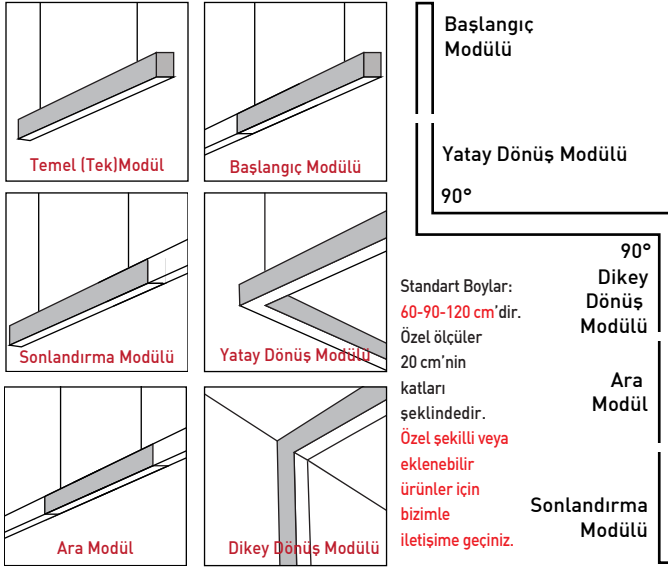 Temel (Tek)Modül
Başlangıç Modülü
Sonlandırma Modülü
Yatay Dönüş Modülü
Ara Modül
Dikey Dönüş Modülü
Standart Boylar:
60-90-120 cm'dir.
Özel ölçüler
20 cm'nin
katları
şeklindedir.
Özel şekilli veya
eklenebilir
ürünler için
bizimle
iletişime geçiniz.
Başlangıç
Modülü
Yatay Dönüş Modülü
90°
90°
Dikey
Dönüş
Modülü
Ara
Modül
Sonlandırma
Modülü